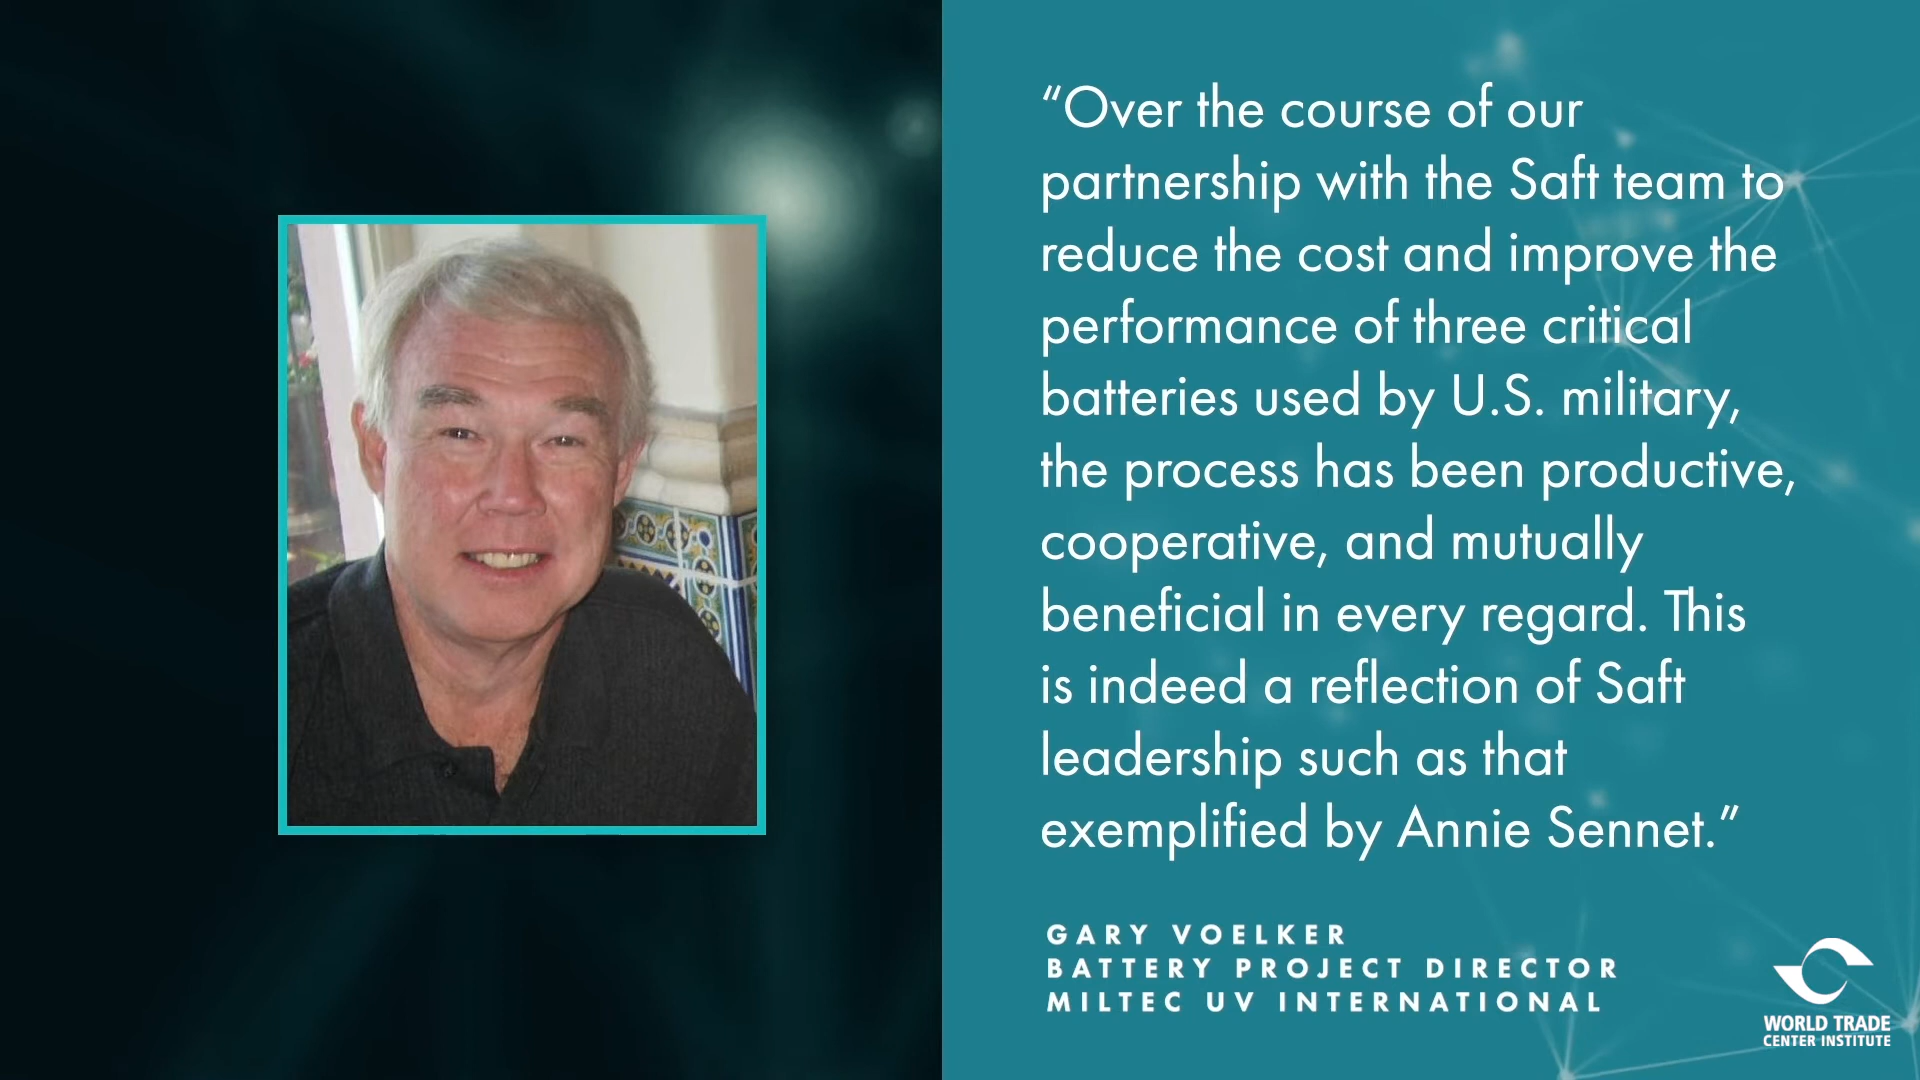 “Over the course of our
partnership with the Saft team to
reduce the cost and improve the
performance of three critical
batteries used by U.S. military,
the process has been productive,
cooperative, and mutually
beneficial in every regard. This
is indeed a reflection of Saft
leadership such as that
exemplified by Annie Sennet.”
GARY VOELKER
BATTERY PROJECT DIRECTOR
MILTEC UV INTERNATIONAL
WORLD TRADE
CENTER INSTITUTE